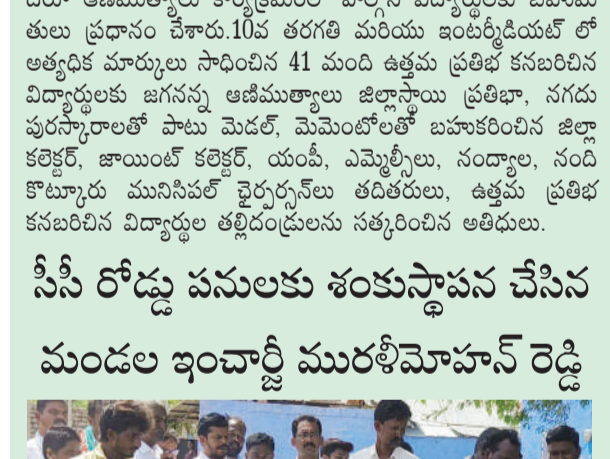 తులు ప్రధానం చేశారు.10వ తరగతి మరియు ఇంటర్మీడియట్ లో
అత్యధిక మార్కులు సాధించిన 41 మంది ఉత్తమ ప్రతిభ కనబరిచిన
విద్యార్థులకు జగనన్న ఆణిముత్యాలు జిల్లాస్థాయి ప్రతిభా, నగదు
పురస్కారాలతో పాటు మెడల్, మెమెంటోలతో బహుకరించిన జిల్లా
కలెక్టర్, జాయింట్ కలెక్టర్, యంపీ, ఎమ్మెల్సీలు, నంద్యాల, నంది
కొట్కూరు మునిసిపల్ ఛైర్పర్సన్‌లు తదితరులు, ఉత్తమ ప్రతిభ
కనబరిచిన విద్యార్థుల తల్లిదండ్రులను సత్కరించిన అతిధులు.
సీసీ రోడ్డు పనులకు శంకుస్థాపన చేసిన
మండల ఇంచార్జీ మురళీమోహన్ రెడ్డి